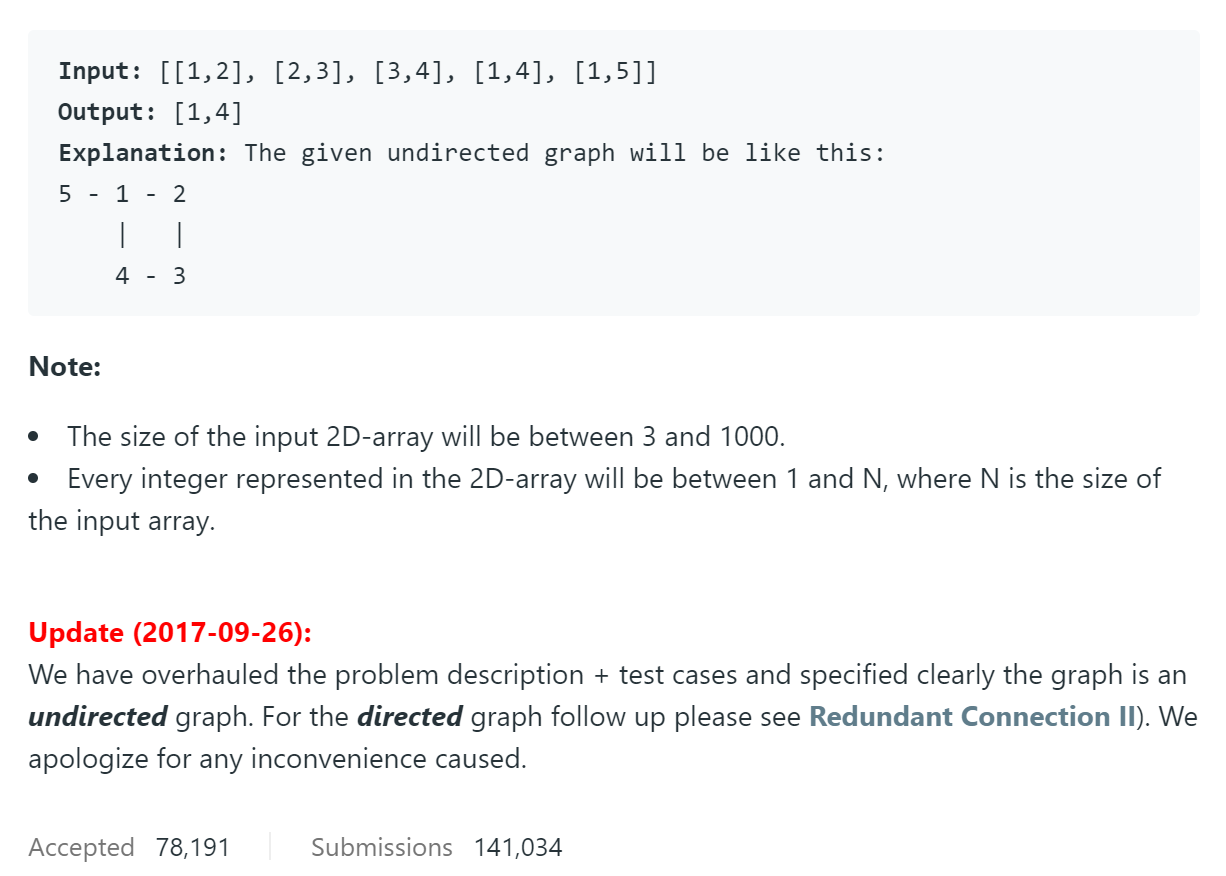 Input: [[1,2], [2,3], [3,4], [1,4], [1,5]]
Output: [1,4]
Explanation: The given undirected graph will be like this:
5 - 1 - 2
    |   |
    4 - 3
Note:
• The size of the input 2D-array will be between 3 and 1000.
• Every integer represented in the 2D-array will be between 1 and N, where N is the size of
the input array.
Update (2017-09-26):
We have overhauled the problem description + test cases and specified clearly the graph is an
undirected graph. For the directed graph follow up please see Redundant Connection II). We
apologize for any inconvenience caused.
Accepted 78,191 | Submissions 141,034